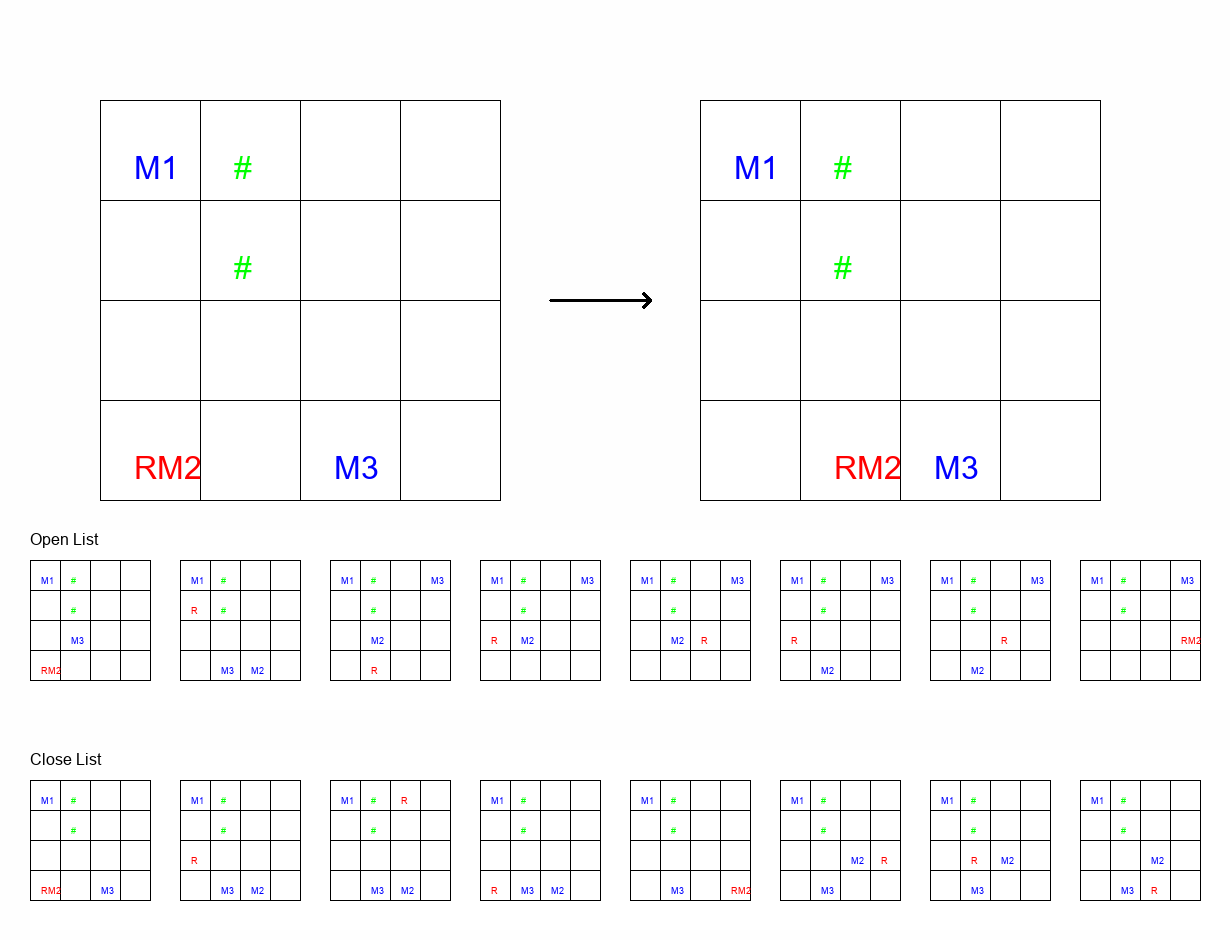 M1 # M1 #
# #
RM2 M3 RM2 M3
Open List
M1 # M1 # M1 # M3 M1 # M3 M1 # M3 M1 # M3 M1 # M3 M1 # M3
# R # # # # # # #
M3 M2 R M2 M2 R R R RM2
RM2 M3 M2 R M2 M2
Close List
M1 # M1 # M1 # R M1 # M1 # M1 # M1 # M1 #
# # # # # # # #
R M2 R R M2 M2
RM2 M3 M3 M2 M3 M2 R M3 M2 M3 RM2 M3 M3 M3 R